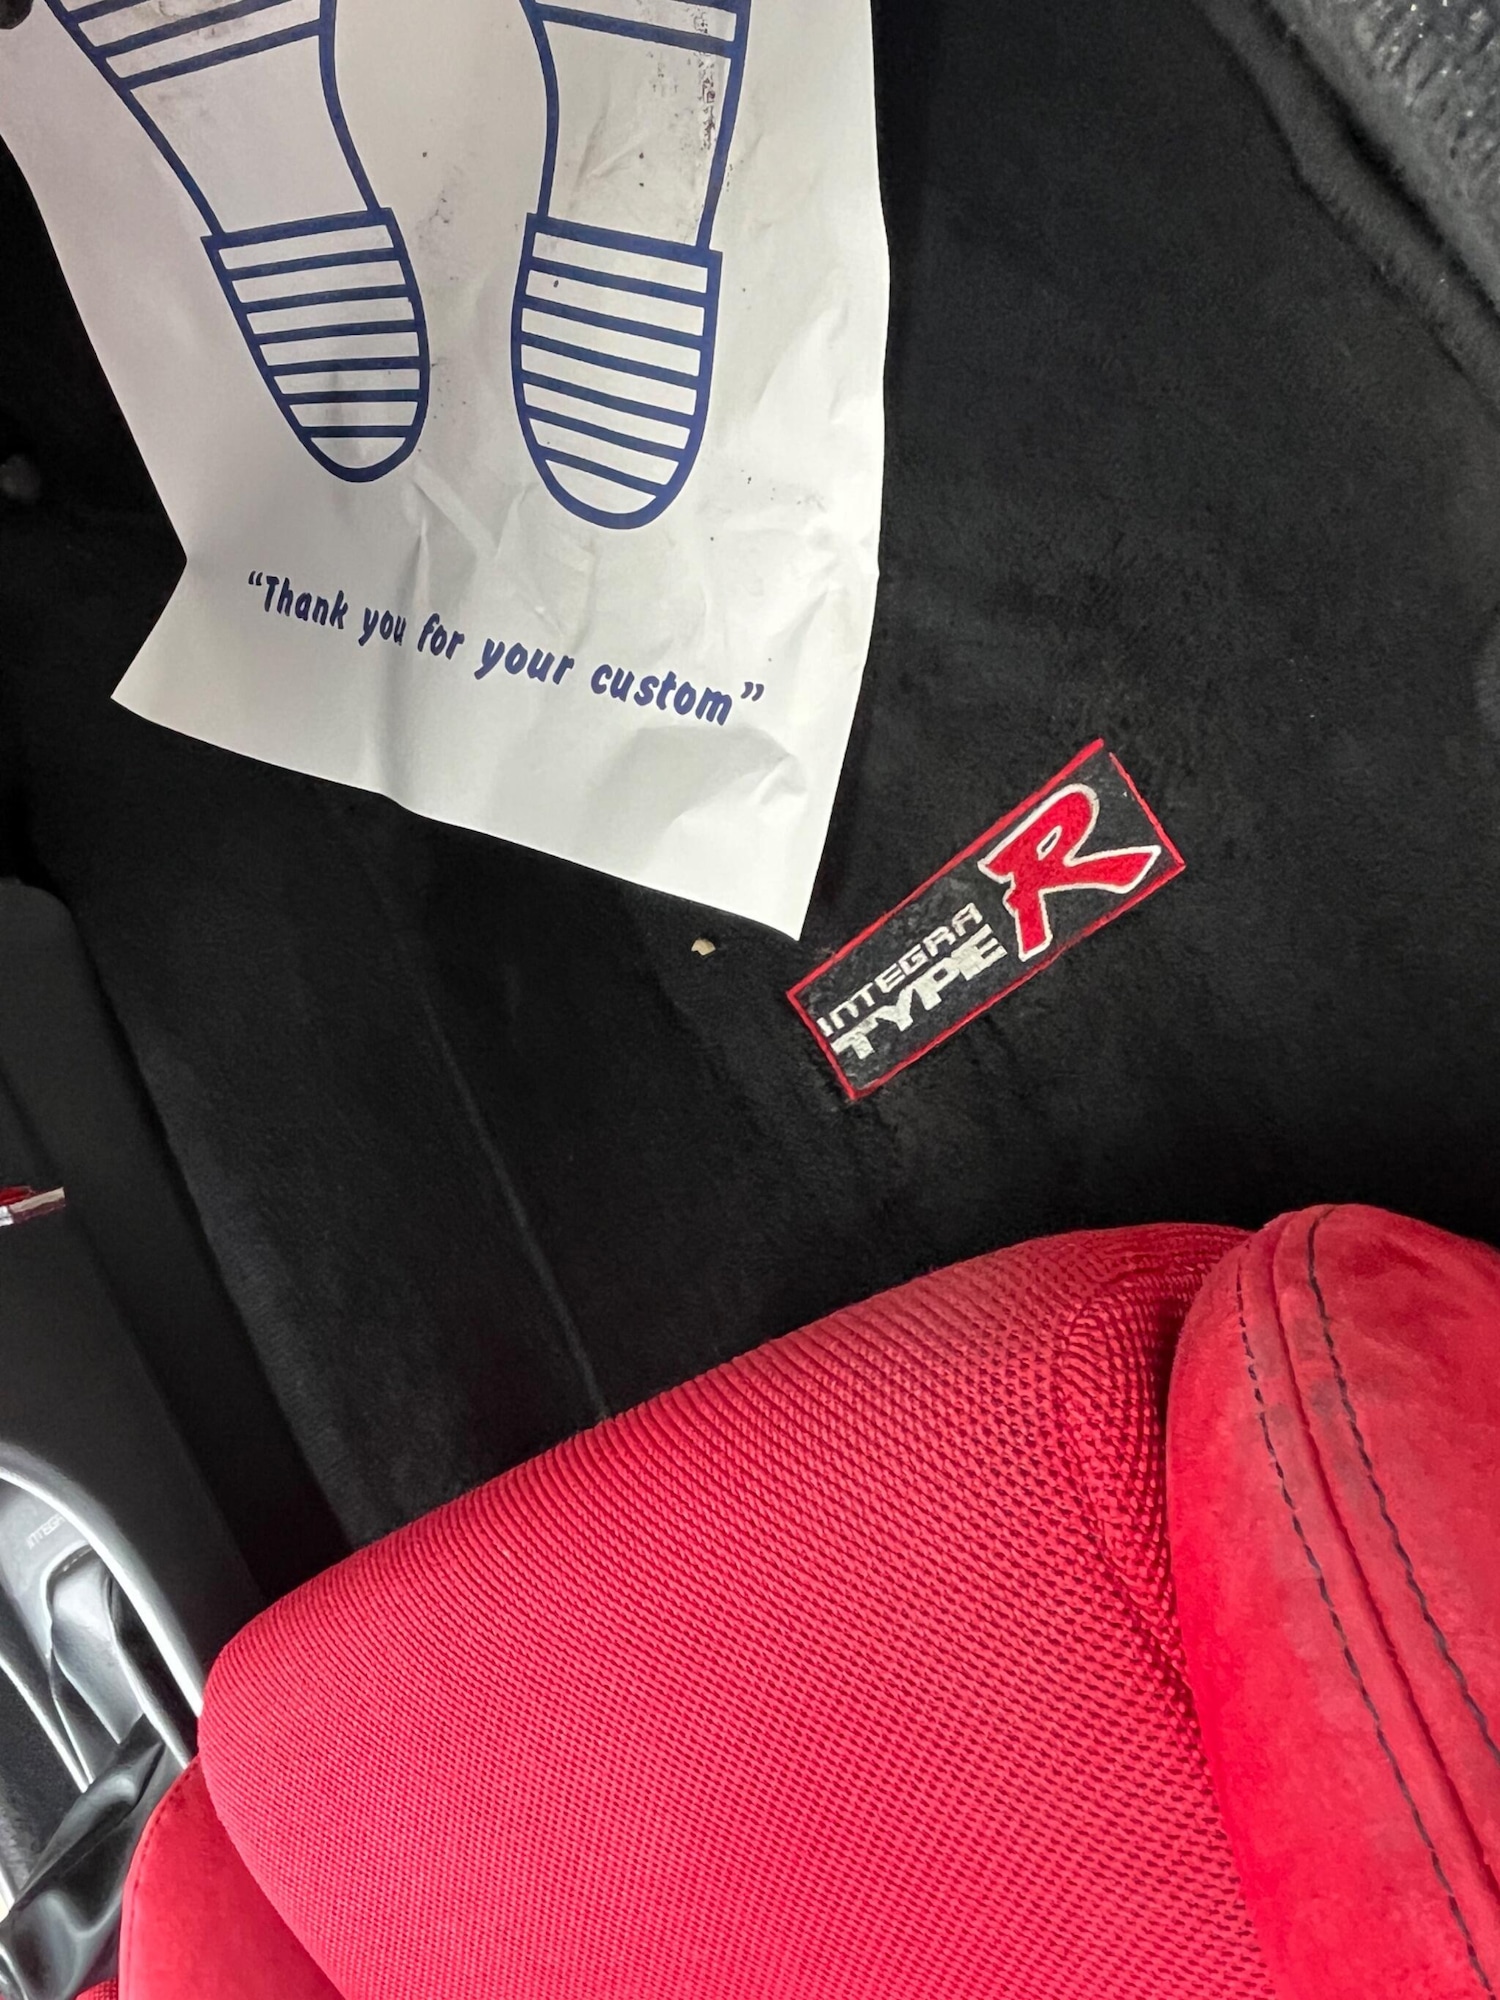 “Thank you for your custom”
INTEGRA
TYPE R